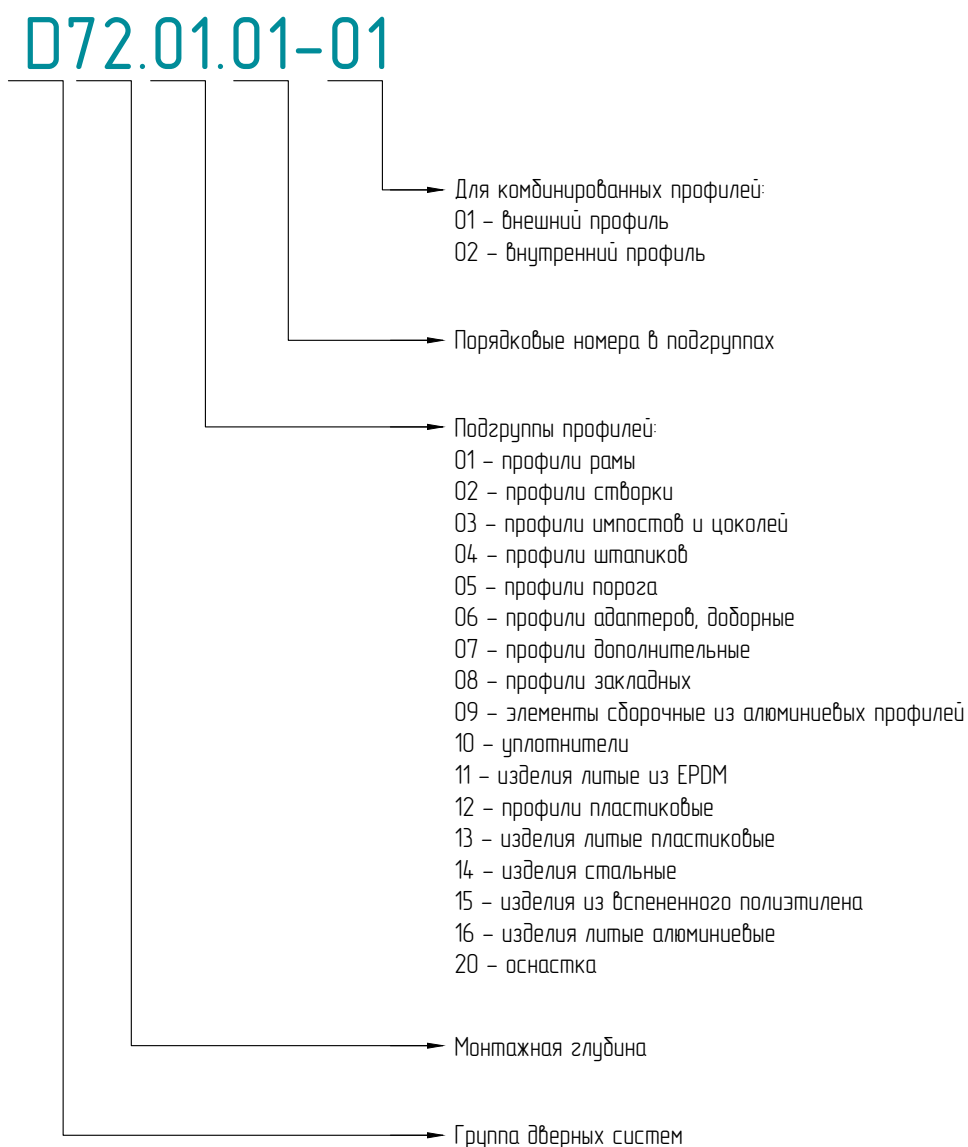 D72.01.01-01
Для комбинированных профилей:
01 – внешний профиль
02 – внутренний профиль
Порядковые номера в подгруппах
Подгруппы профилей:
01 – профили рамы
02 – профили створки
03 – профили импостов и цоколей
04 – профили штапиков
05 – профили порога
06 – профили адаптеров, доборные
07 – профили дополнительные
08 – профили закладных
09 – элементы сборочные из алюминиевых профилей
10 – уплотнители
11 – изделия литые из EPDM
12 – профили пластиковые
13 – изделия литые пластиковые
14 – изделия стальные
15 – изделия из вспененного полиэтилена
16 – изделия литые алюминиевые
20 – оснастка
Монтажная глубина
Группа дверных систем